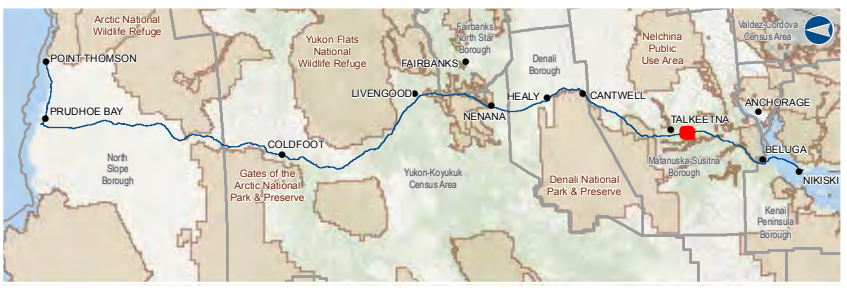 Arctic National
Wildlife Refuge
POINT THOMSON
PRUDHOE BAY
North
Slope
Borough
COLDFOOT
Gates of the
Arctic National
Park & Preserve
Yukon Flats
National
Wildlife Refuge
LIVENGOOD
FAIRBANKS
Fairbanks
North Star
Borough
NENANA
Yukon-Koyukuk
Census Area
Denali
Borough
HEALY
CANTWELL
Denali National
Park & Preserve
Nelchina
Public
Use Area
TALKEETNA
Matanuska-Susitna
Borough
Valdez-Cordova
Census Area
ANCHORAGE
BELUGA
NIKISKI
Kenai
Peninsula
Borough